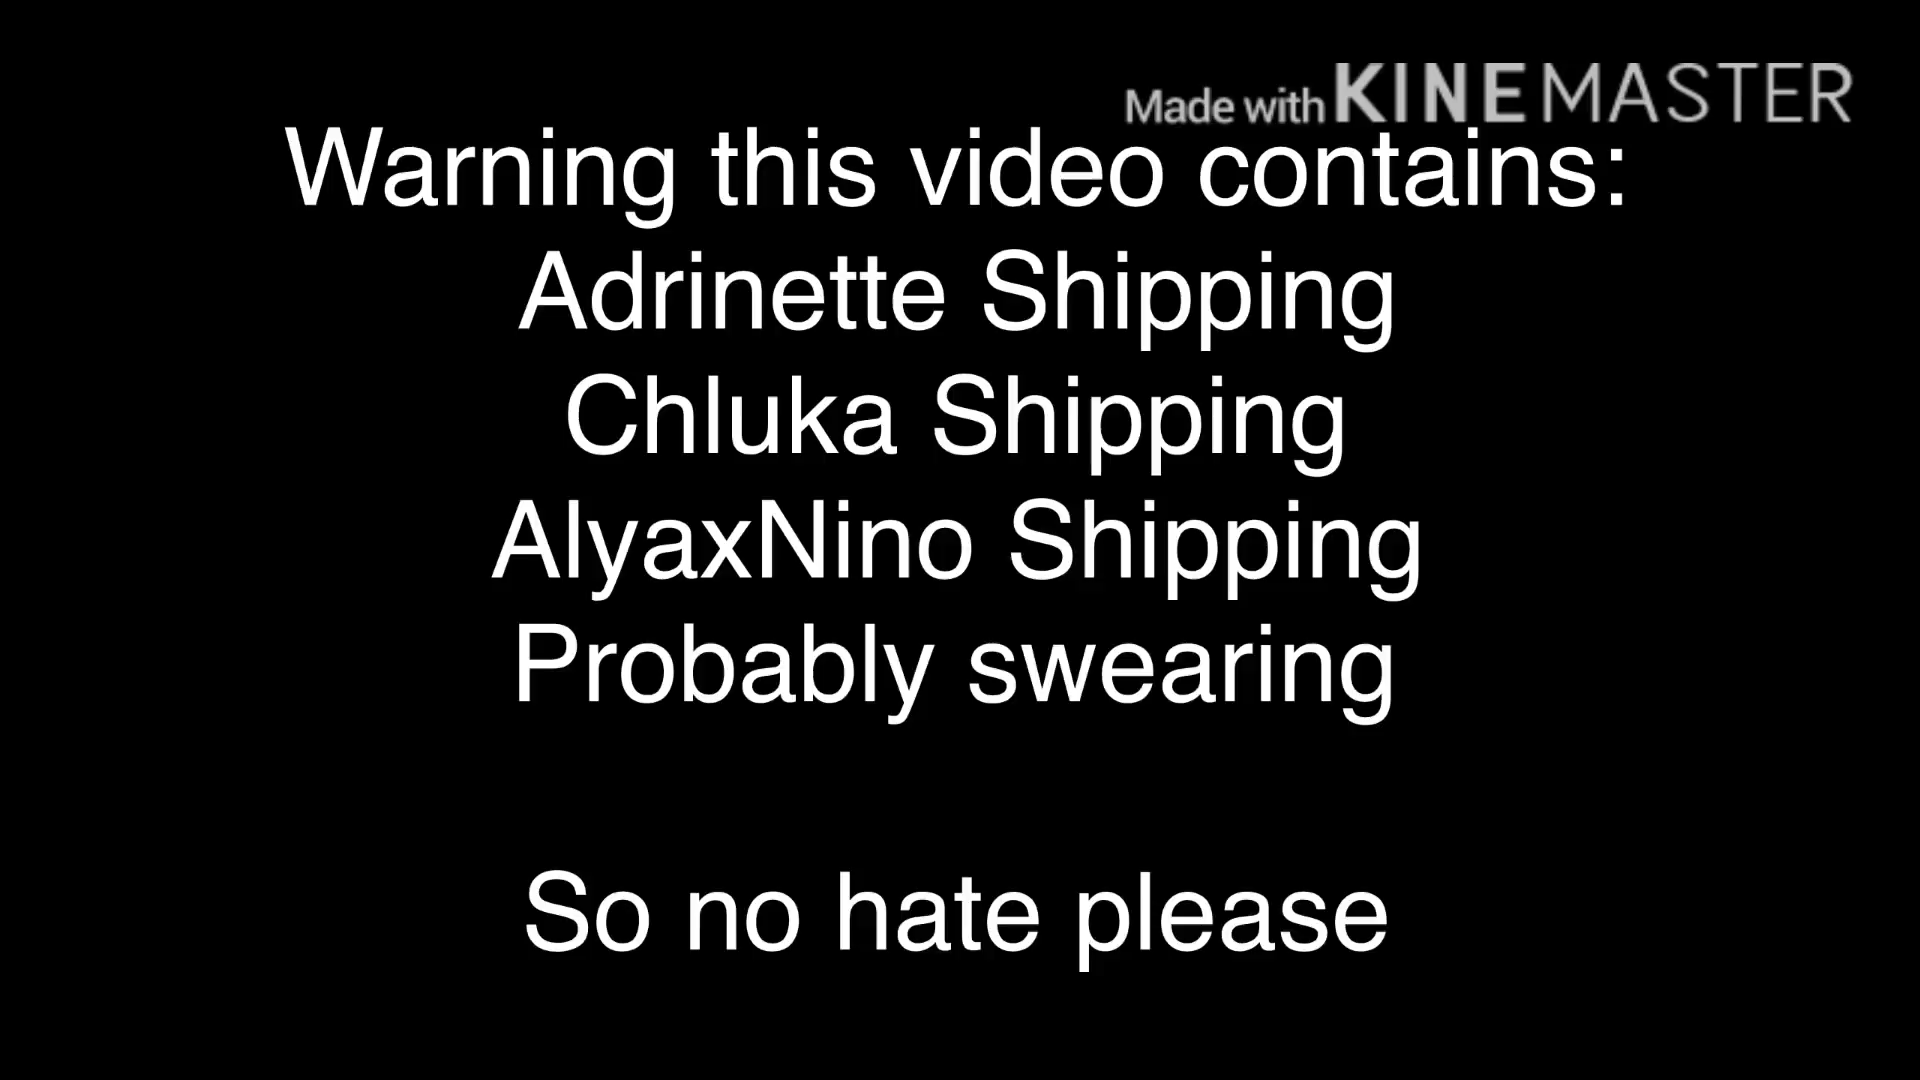 Made with KINEMASTER
Warning this video contains:
Adrinette Shipping
Chluka Shipping
AlyaxNino Shipping
Probably swearing
So no hate please